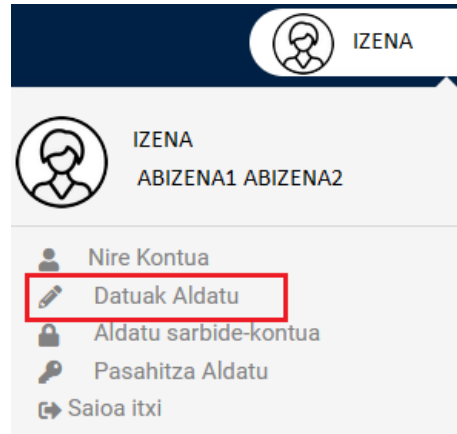 IZENA
IZENA
ABIZENA1 ABIZENA2
Nire Kontua
Datuak Aldatu
Aldatu sarbide-kontua
Pasahitza Aldatu
Saioa itxi